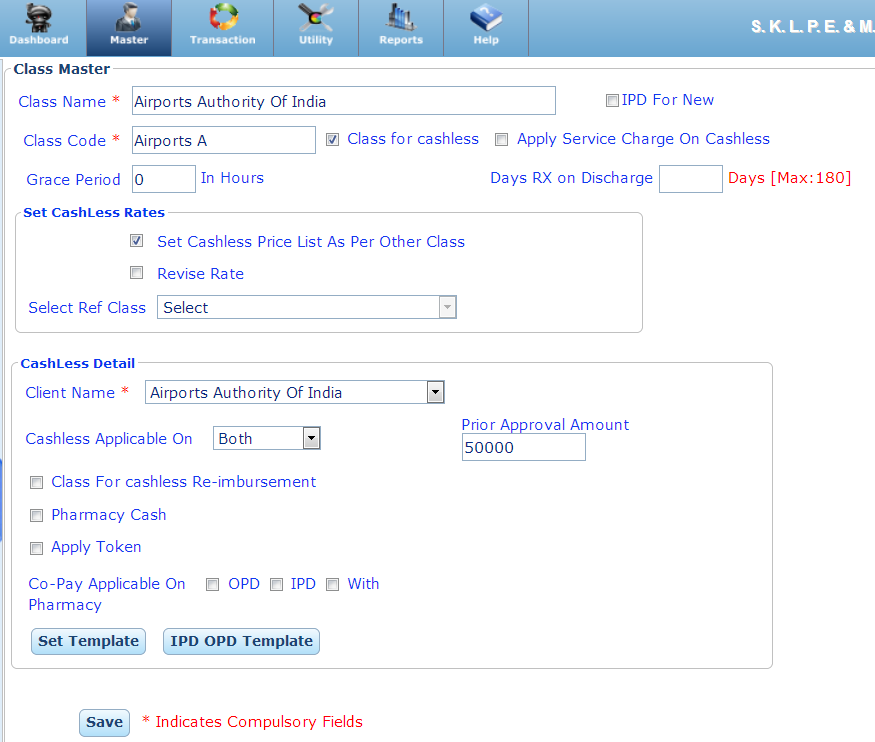 Dashboard Master Transaction Utility Reports Help S. K. L. P. E. & M.
Class Master
Class Name * Airports Authority Of India IPD For New
Class Code * Airports A Class for cashless Apply Service Charge On Cashless
Grace Period 0 In Hours Days RX on Discharge Days [Max:180]
Set CashLess Rates
Set Cashless Price List As Per Other Class
Revise Rate
Select Ref Class Select
CashLess Detail
Client Name * Airports Authority Of India
Prior Approval Amount
Cashless Applicable On Both
50000
Class For cashless Re-imbursement
Pharmacy Cash
Apply Token
Co-Pay Applicable On OPD IPD With
Pharmacy
Set Template IPD OPD Template
Save * Indicates Compulsory Fields